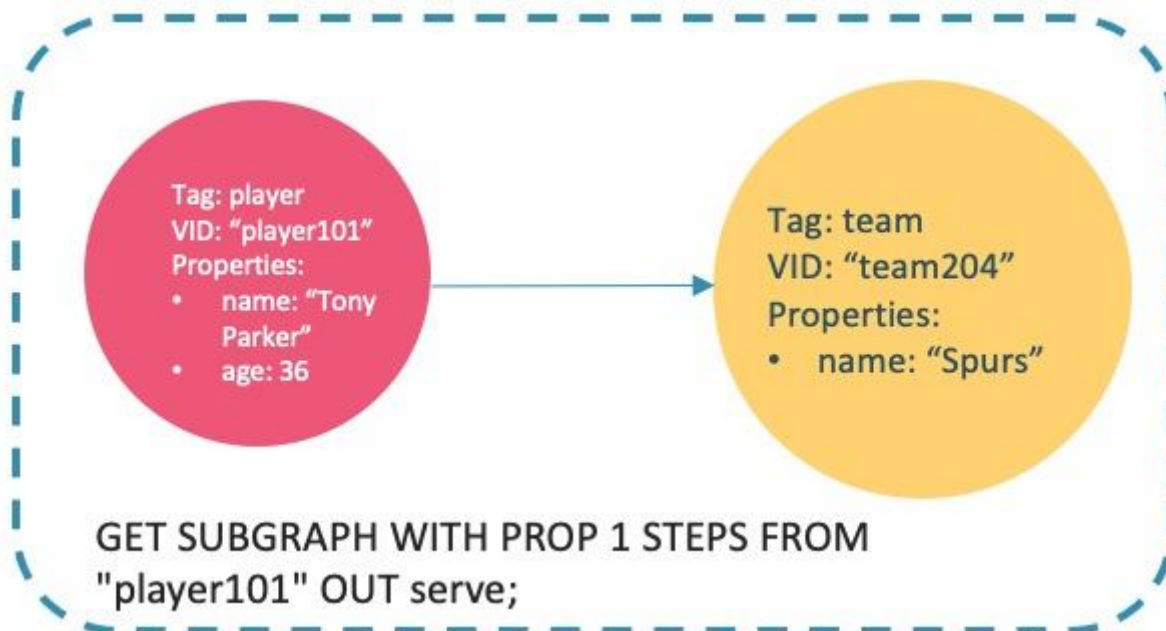 Tag: player
VID: “player101”
Properties:
• name: “Tony
Parker”
• age: 36
Tag: team
VID: “team204”
Properties:
• name: “Spurs”
GET SUBGRAPH WITH PROP 1 STEPS FROM
"player101" OUT serve;